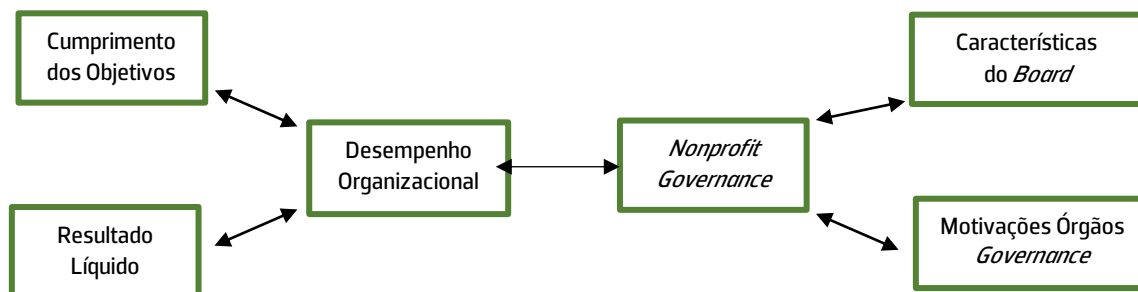 Cumprimento
dos Objetivos
Resultado
Líquido
Desempenho
Organizacional
Nonprofit
Governance
Características
do Board
Motivações Órgãos
Governance